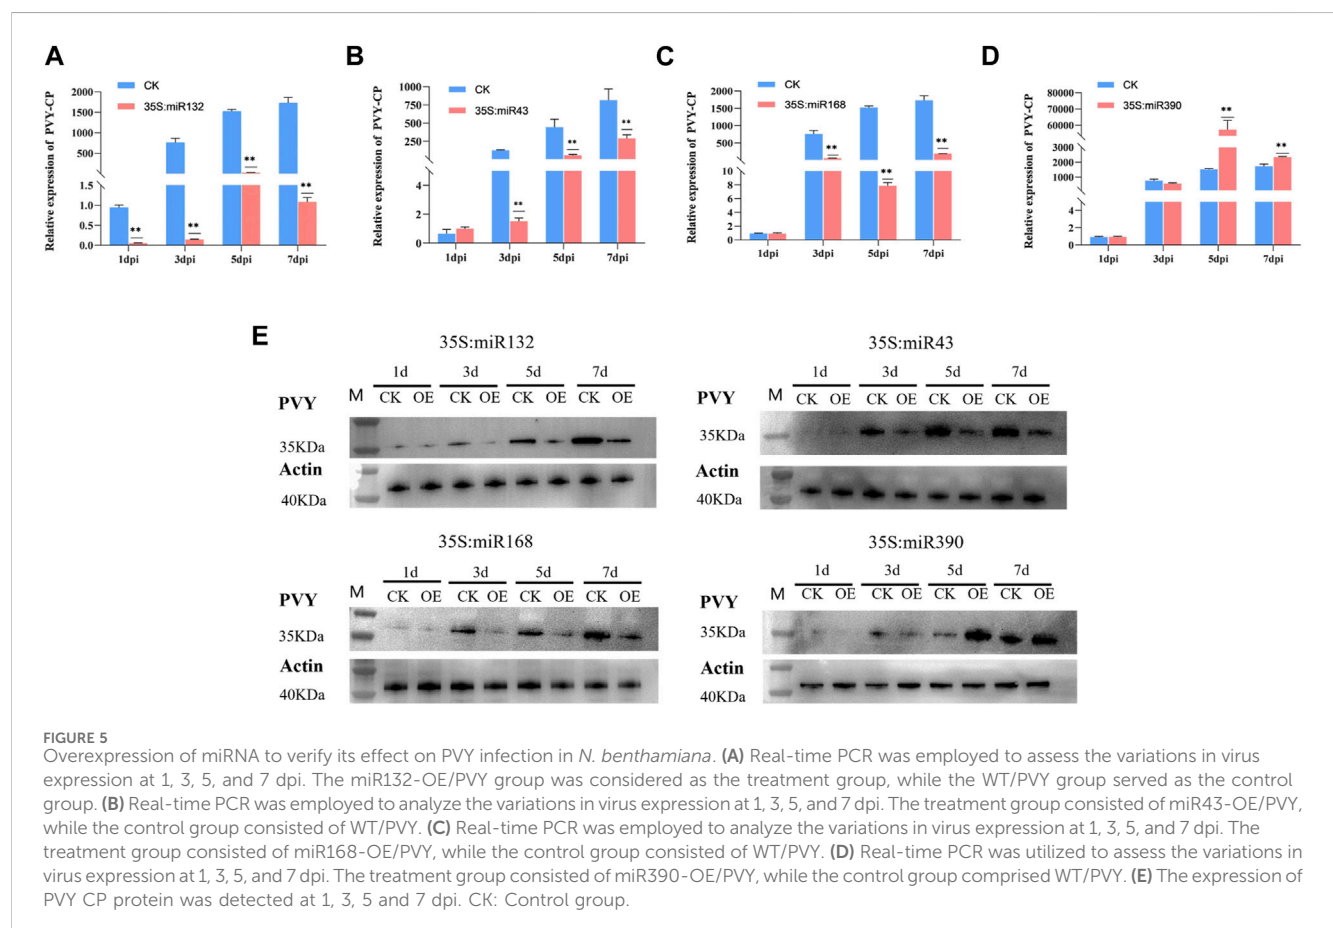 A
CK
35S:miR132
Relative expression of PVY-CP
2000
1500
1000
500
1.5
1.0
0.5
0.0
**
**
**
**
1dpi 3dpi 5dpi 7dpi
B
CK
35S:miR43
Relative expression of PVY-CP
1000
750
500
250
4
2
0
**
**
**
1dpi 3dpi 5dpi 7dpi
C
CK
35S:miR168
Relative expression of PVY-CP
2000
1500
1000
500
10
8
6
4
2
0
**
**
**
1dpi 3dpi 5dpi 7dpi
D
CK
35S:miR390
Relative expression of PVY-CP
80000
60000
40000
20000
3000
2000
1000
4
2
0
**
**
1dpi 3dpi 5dpi 7dpi
E
35S:miR132
1d 3d 5d 7d
M CK OE CK OE CK OE CK OE
PVY
35KDa
Actin
40KDa
35S:miR43
1d 3d 5d 7d
M CK OE CK OE CK OE CK OE
PVY
35KDa
Actin
40KDa
35S:miR168
1d 3d 5d 7d
M CK OE CK OE CK OE CK OE
PVY
35KDa
Actin
40KDa
35S:miR390
1d 3d 5d 7d
M CK OE CK OE CK OE CK OE
PVY
35KDa
Actin
40KDa
FIGURE 5
Overexpression of miRNA to verify its effect on PVY infection in N. benthamiana. (A) Real-time PCR was employed to assess the variations in virus
expression at 1, 3, 5, and 7 dpi. The miR132-OE/PVY group was considered as the treatment group, while the WT/PVY group served as the control
group. (B) Real-time PCR was employed to analyze the variations in virus expression at 1, 3, 5, and 7 dpi. The treatment group consisted of miR43-OE/PVY,
while the control group consisted of WT/PVY. (C) Real-time PCR was employed to analyze the variations in virus expression at 1, 3, 5, and 7 dpi. The
treatment group consisted of miR168-OE/PVY, while the control group consisted of WT/PVY. (D) Real-time PCR was utilized to assess the variations in
virus expression at 1, 3, 5, and 7 dpi. The treatment group consisted of miR390-OE/PVY, while the control group comprised WT/PVY. (E) The expression of
PVY CP protein was detected at 1, 3, 5 and 7 dpi. CK: Control group.